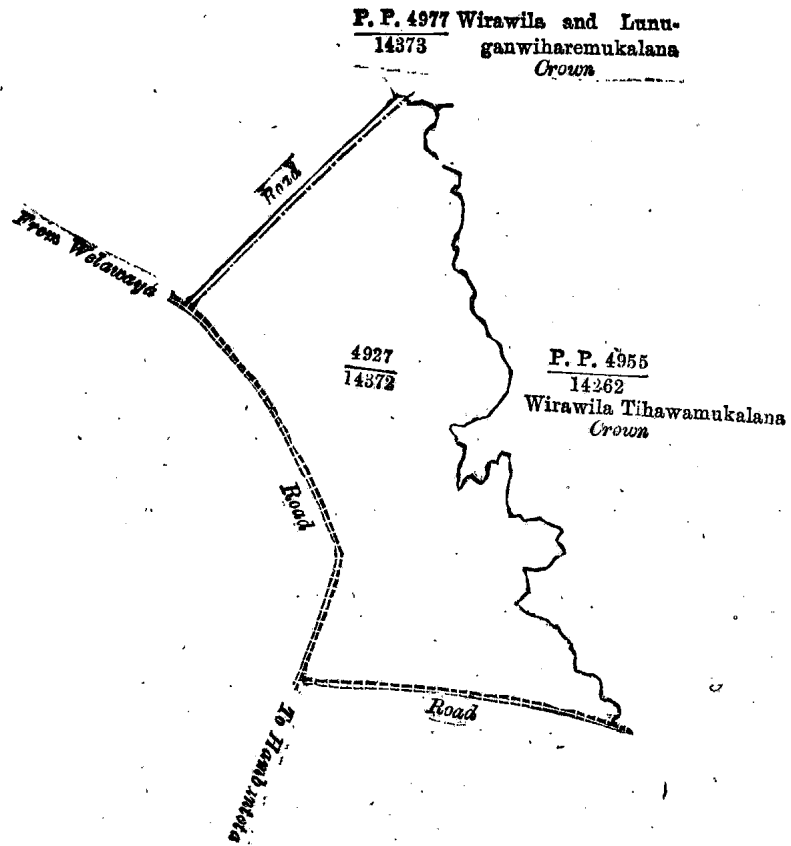 P. P. 4977 Wirawila and Lunu-
14373 ganwiharemukalana
Crown
Road
From Welawaya
4927
14372
P. P. 4955
14262
Wirawila Tihawamukalana
Crown
Road
Road
To Hambantota